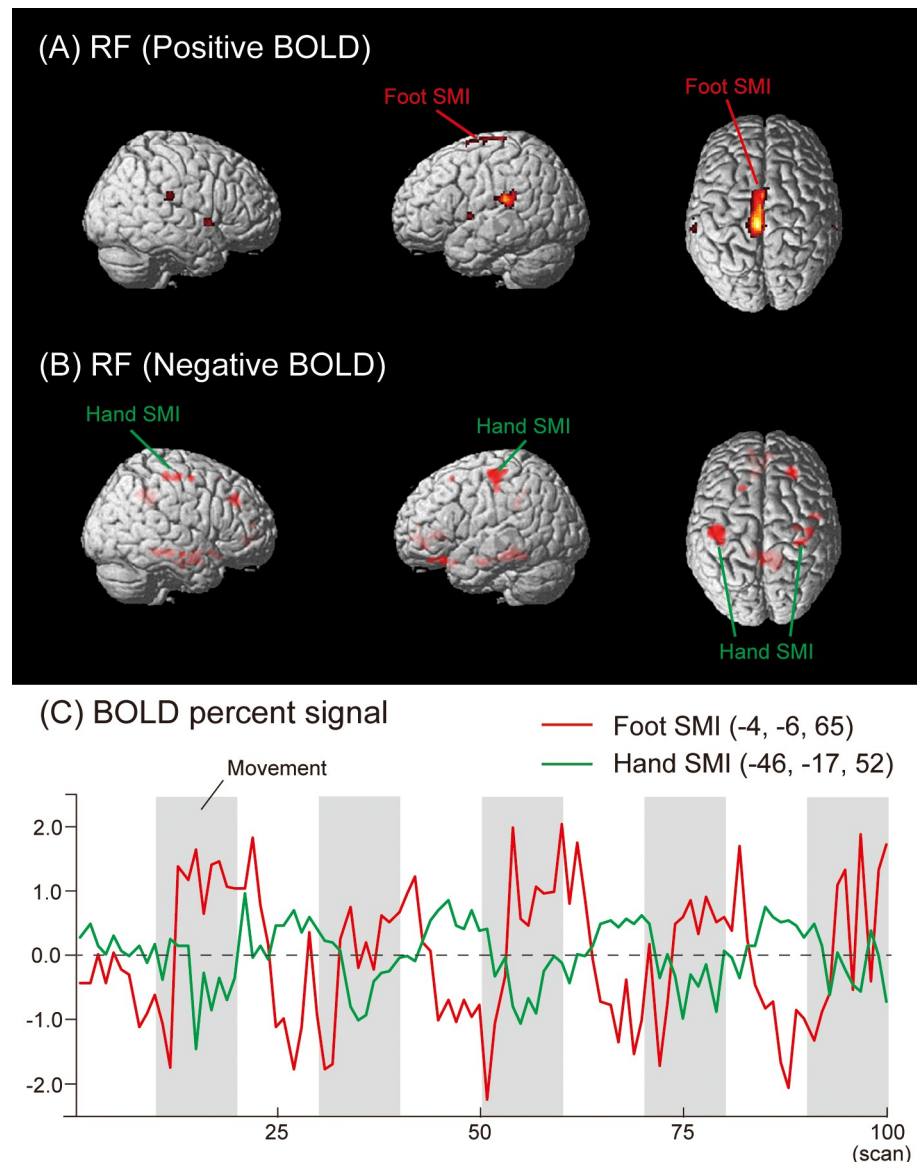 (A) RF (Positive BOLD)
Foot SMI
Foot SMI
(B) RF (Negative BOLD)
Hand SMI
Hand SMI
Hand SMI
(C) BOLD percent signal
Foot SMI (-4, -6, 65)
Hand SMI (-46, -17, 52)
Movement
2.0
1.0
0.0
-1.0
-2.0
25
50
75
100
(scan)